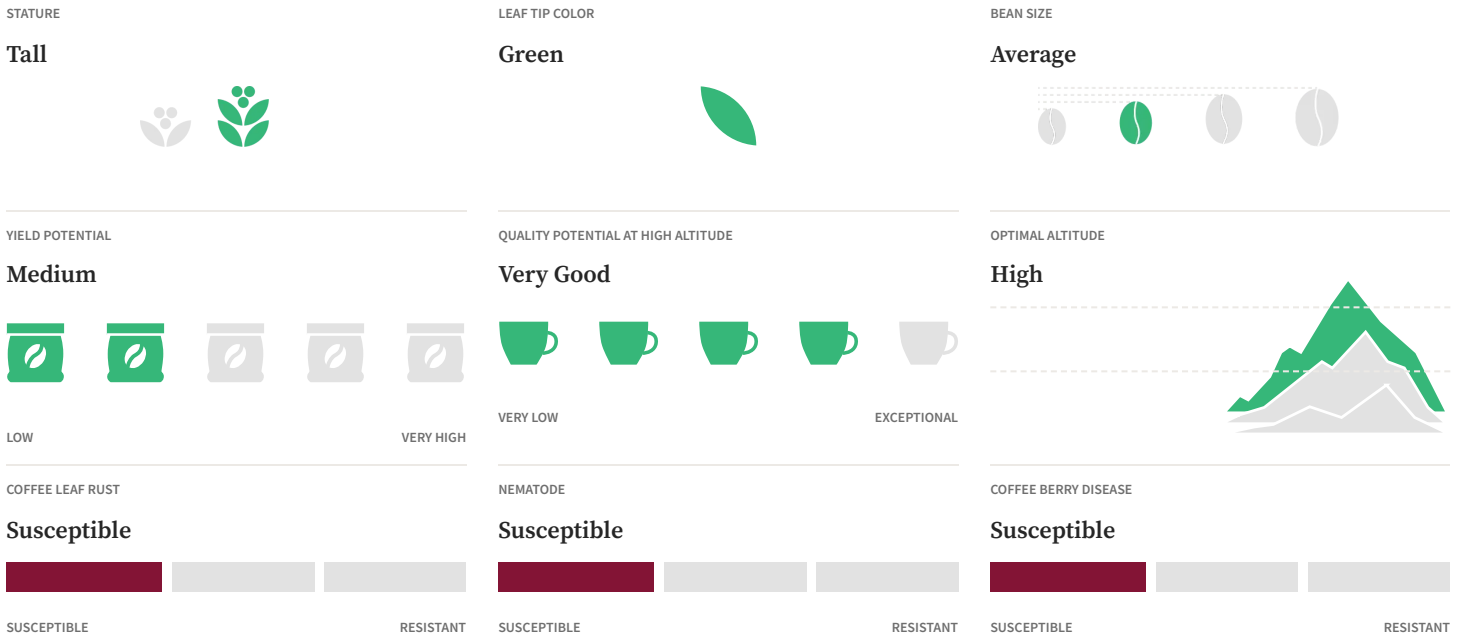 STATURE
Tall
LEAF TIP COLOR
Green
BEAN SIZE
Average
YIELD POTENTIAL
Medium
LOW
VERY HIGH
QUALITY POTENTIAL AT HIGH ALTITUDE
Very Good
VERY LOW
EXCEPTIONAL
OPTIMAL ALTITUDE
High
COFFEE LEAF RUST
Susceptible
SUSCEPTIBLE
RESISTANT
NEMATODE
Susceptible
SUSCEPTIBLE
RESISTANT
COFFEE BERRY DISEASE
Susceptible
SUSCEPTIBLE
RESISTANT